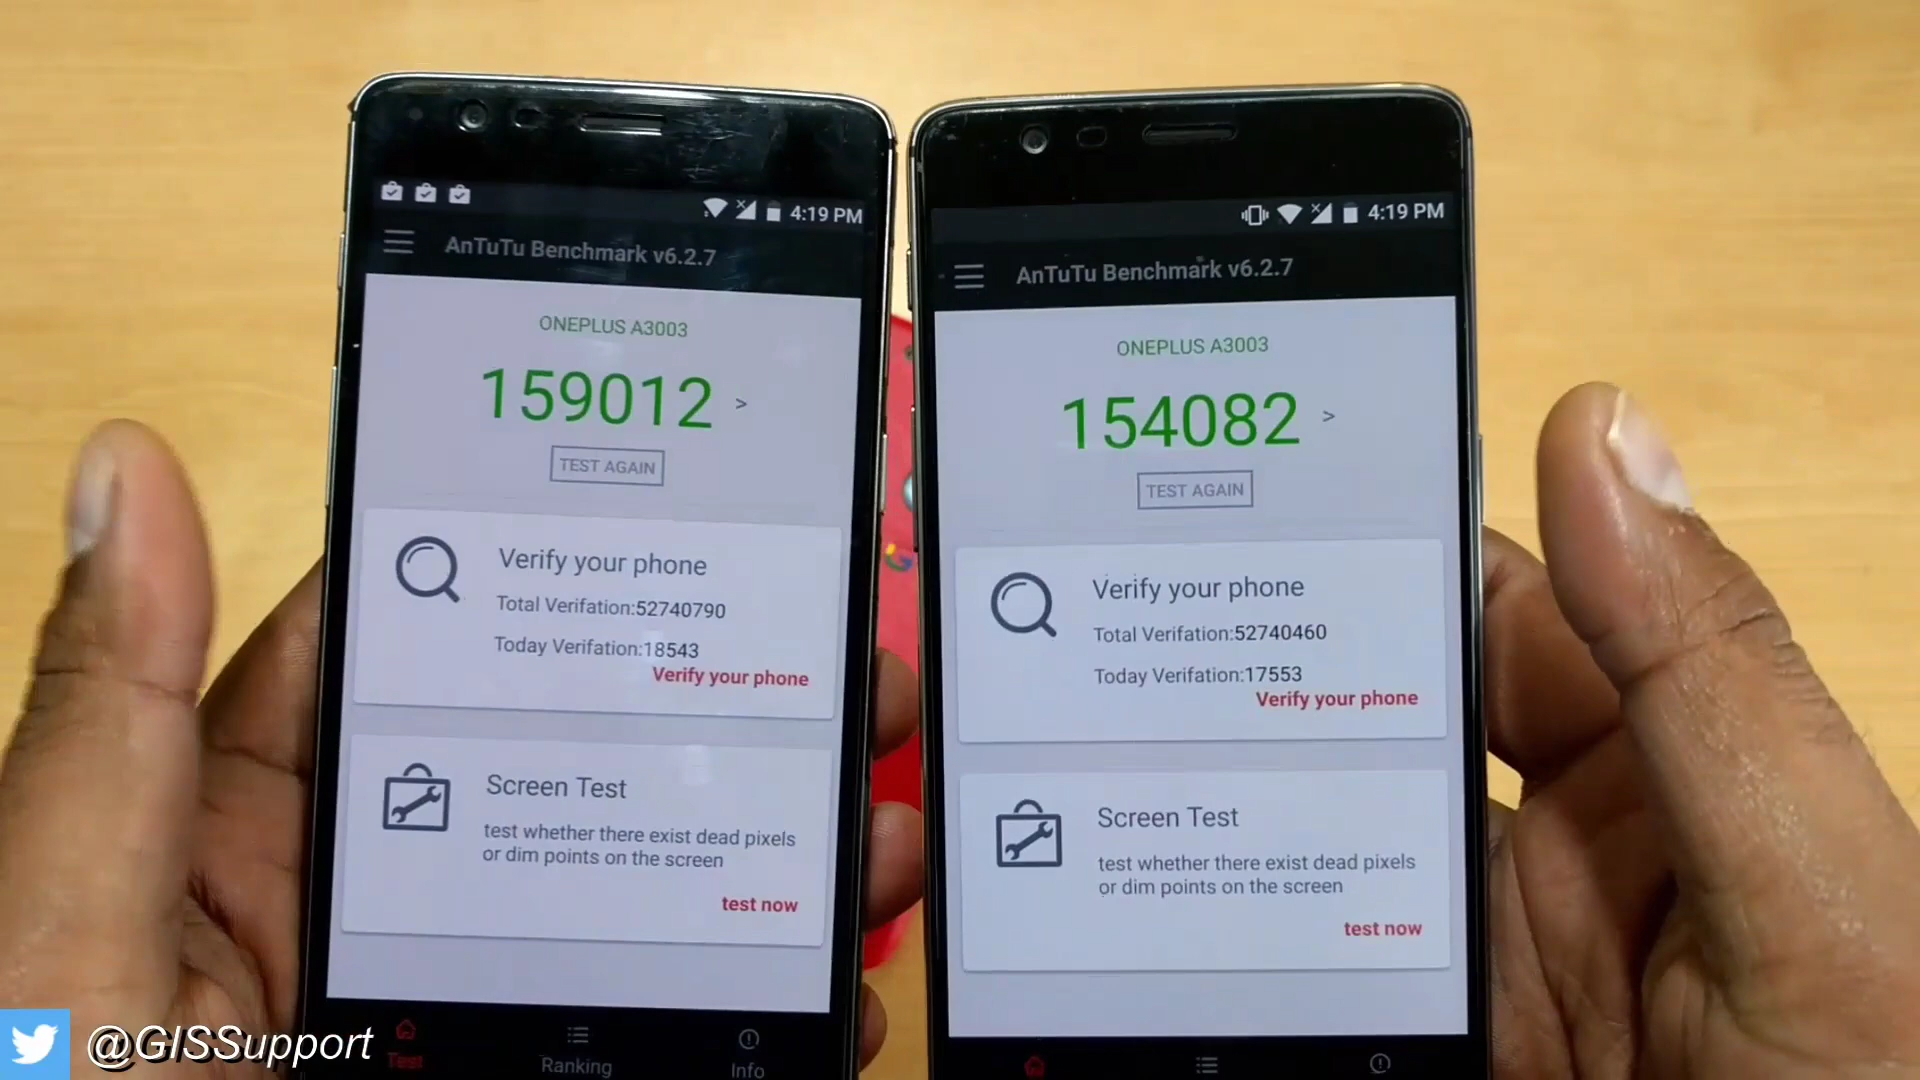 4:19 PM
AnTuTu Benchmark v6.2.7
ONEPLUS A3003
159012 >
TEST AGAIN
Verify your phone
Total Verifation:52740790
Today Verifation:18543
Verify your phone
Screen Test
test whether there exist dead pixels
or dim points on the screen
test now
Test
Ranking
Info
4:19 PM
AnTuTu Benchmark v6.2.7
ONEPLUS A3003
154082 >
TEST AGAIN
Verify your phone
Total Verifation:52740460
Today Verifation:17553
Verify your phone
Screen Test
test whether there exist dead pixels
or dim points on the screen
test now
@GISSupport